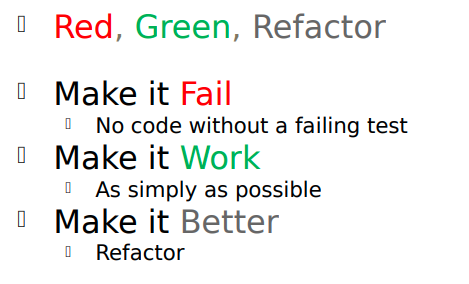 Red, Green, Refactor
Make it Fail
No code without a failing test
Make it Work
As simply as possible
Make it Better
Refactor